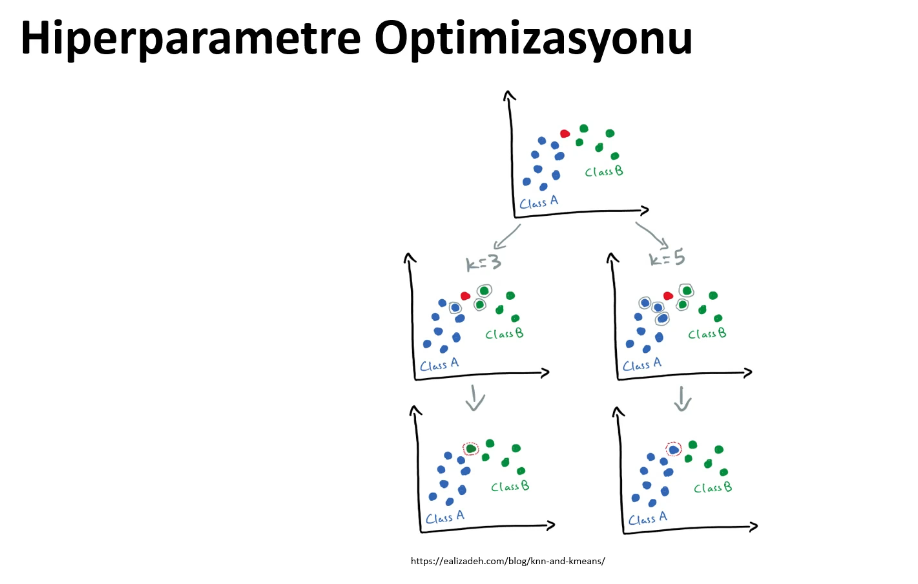 Hiperparametre Optimizasyonu
Class B
Class A
k=3
k=5
Class B
Class A
Class B
Class A
Class B
Class A
Class B
Class A
https://ealizadeh.com/blog/knn-and-kmeans/